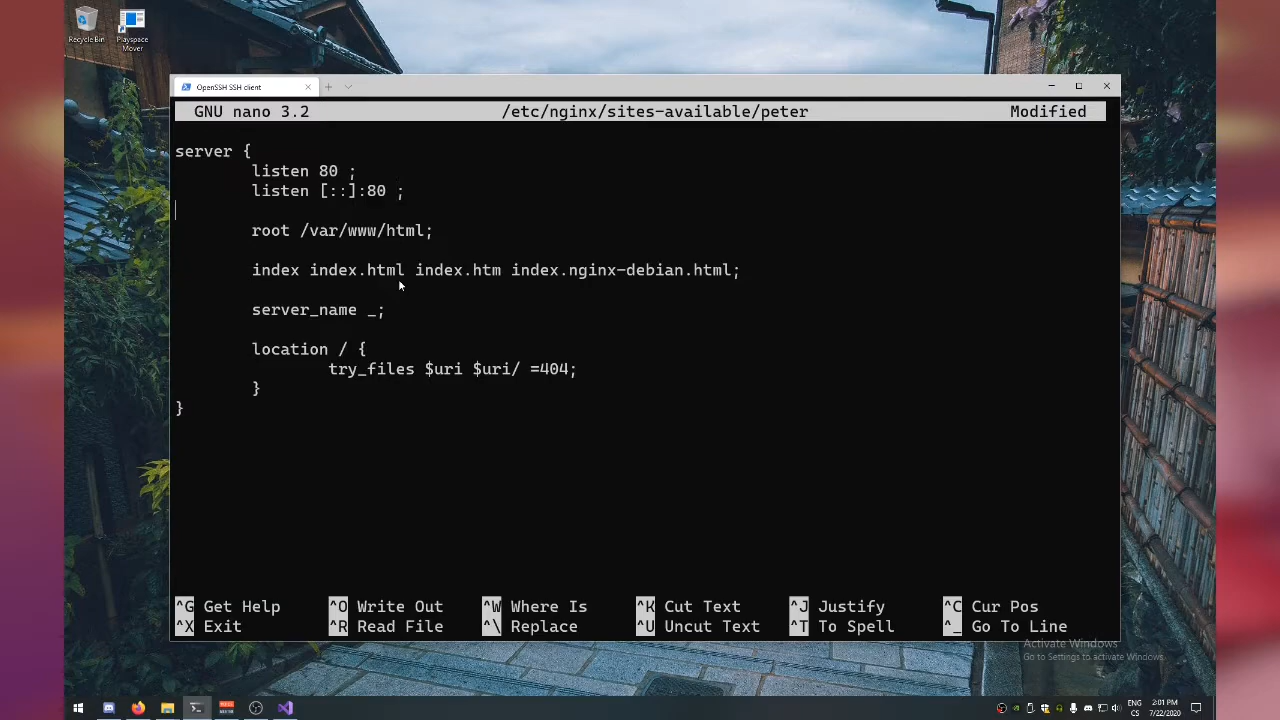 Recycle Bin
Playspace
Mover
OpenSSH SSH client
GNU nano 3.2 /etc/nginx/sites-available/peter Modified
server {
listen 80 ;
listen [::]:80 ;
root /var/www/html;
index index.html index.htm index.nginx-debian.html;
server_name _;
location / {
try_files $uri $uri/ =404;
}
}
^G Get Help ^O Write Out ^W Where Is ^K Cut Text ^J Justify ^C Cur Pos
^X Exit ^R Read File ^\ Replace ^U Uncut Text ^T To Spell ^_ Go To Line
Activate Windows
Go to Settings to activate Windows.
ENG 2:01 PM
CS 7/22/2020